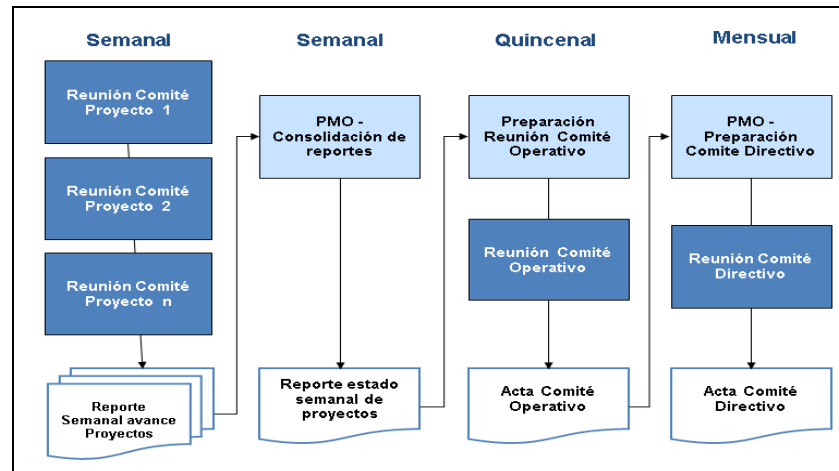 Semanal
Semanal
Quincenal
Mensual
Reunión Comité
Proyecto 1
Reunión Comité
Proyecto 2
Reunión Comité
Proyecto n
Reporte
Semanal avance
Proyectos
PMO -
Consolidación de
reportes
Reporte estado
semanal de
proyectos
Preparación
Reunión Comité
Operativo
Reunión Comité
Operativo
Acta Comité
Operativo
PMO -
Preparación
Comite Directivo
Reunión Comité
Directivo
Acta Comité
Directivo